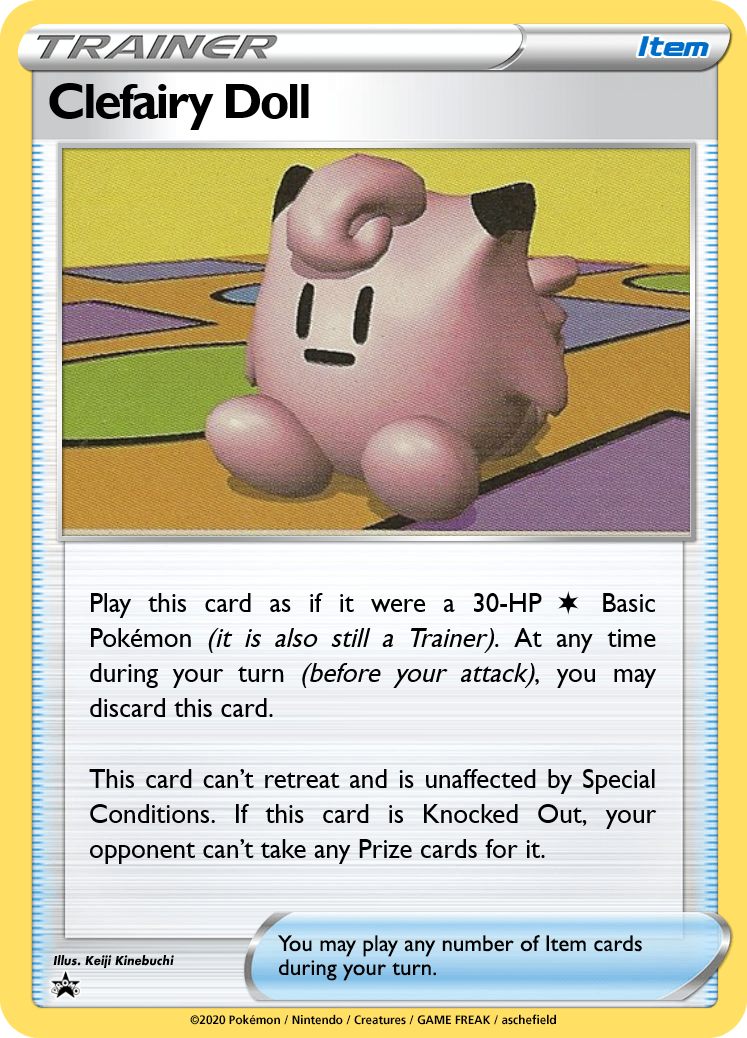 TRAINER
Item
Clefairy Doll
Play this card as if it were a 30-HP ✶ Basic
Pokémon (it is also still a Trainer). At any time
during your turn (before your attack), you may
discard this card.
This card can’t retreat and is unaffected by Special
Conditions. If this card is Knocked Out, your
opponent can’t take any Prize cards for it.
You may play any number of Item cards
during your turn.
Illus. Keiji Kinebuchi
PROMO
©2020 Pokémon / Nintendo / Creatures / GAME FREAK / aschefield